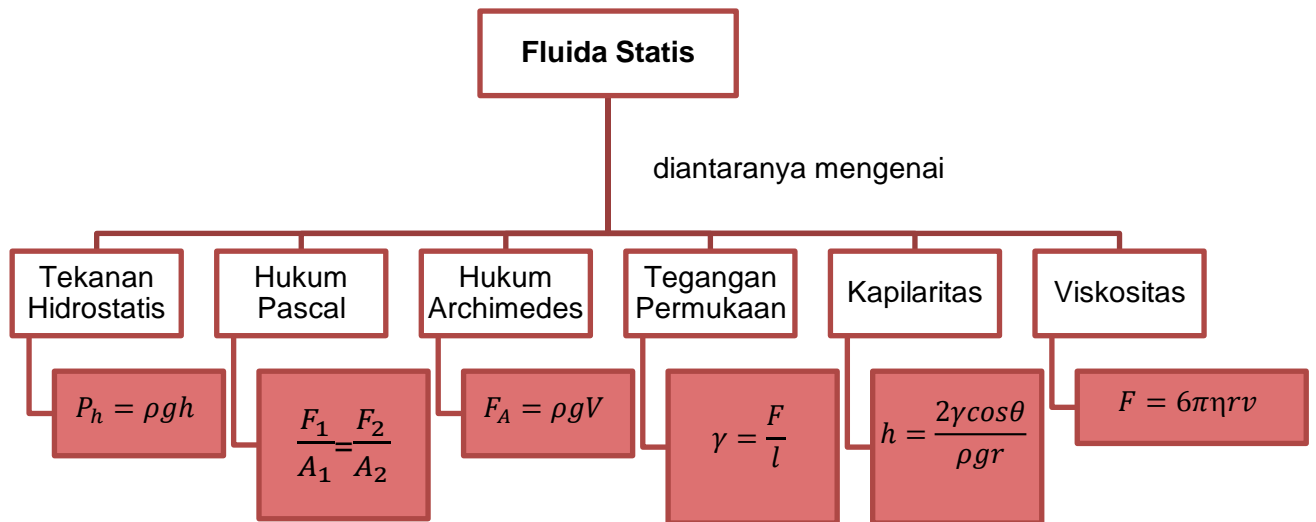 Fluida Statis
diantaranya mengenai
Tekanan
Hidrostatis
Hukum
Pascal
Hukum
Archimedes
Tegangan
Permukaan
Kapilaritas
Viskositas
P_h = ρgh
F_1/A_1 = F_2/A_2
F_A = ρgV
γ = F/l
h = 2γcosθ/ρgr
F = 6πηrv